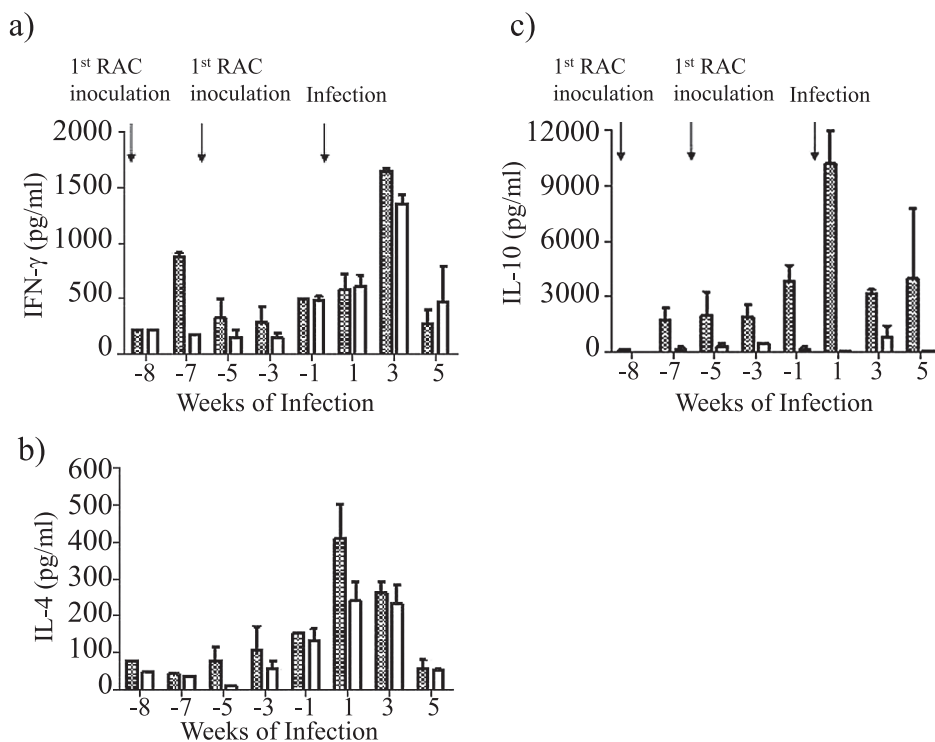 a)
1st RAC
inoculation
1st RAC
inoculation
Infection
IFN-γ (pg/ml)
2000
1500
1000
500
0
-8 -7 -5 -3 -1 1 3 5
Weeks of Infection
c)
1st RAC
inoculation
1st RAC
inoculation
Infection
IL-10 (pg/ml)
12000
9000
6000
3000
0
-8 -7 -5 -3 -1 1 3 5
Weeks of Infection
b)
IL-4 (pg/ml)
600
500
400
300
200
100
0
-8 -7 -5 -3 -1 1 3 5
Weeks of Infection